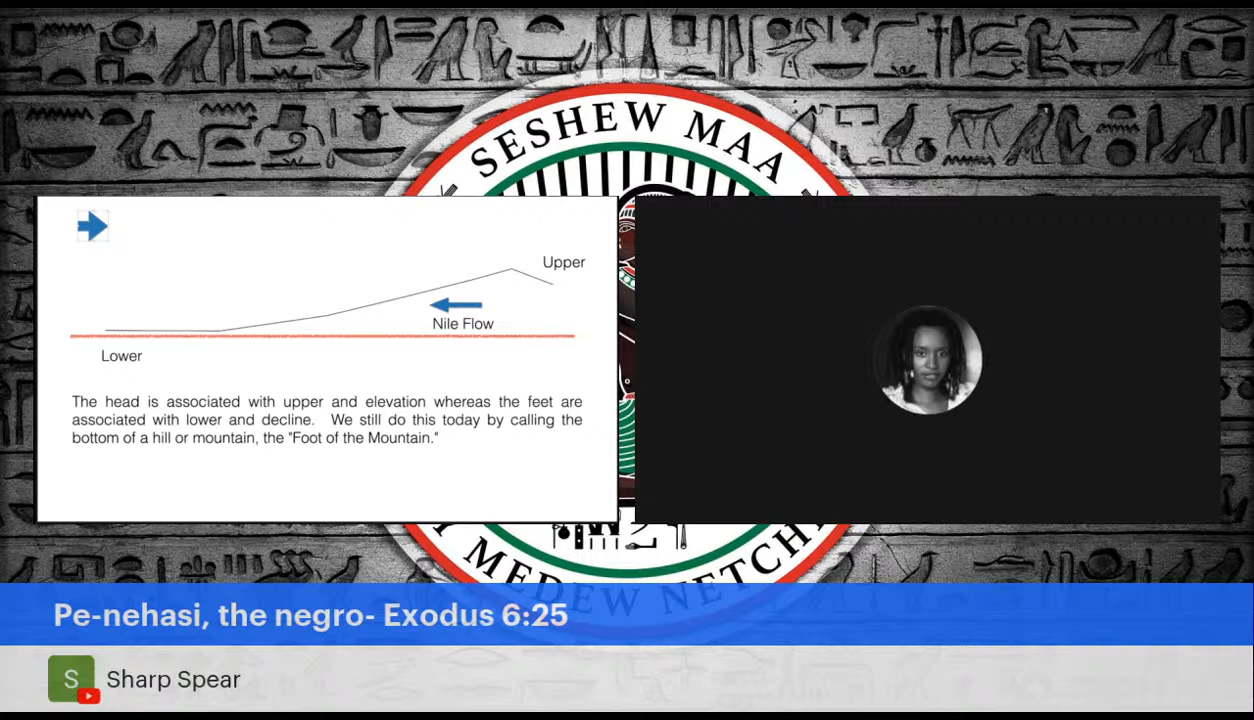 SESHEW MAA
Upper
Nile Flow
Lower
The head is associated with upper and elevation whereas the feet are
associated with lower and decline. We still do this today by calling the
bottom of a hill or mountain, the "Foot of the Mountain."
MEDEW NETCH
Pe-nehasi, the negro- Exodus 6:25
S
Sharp Spear